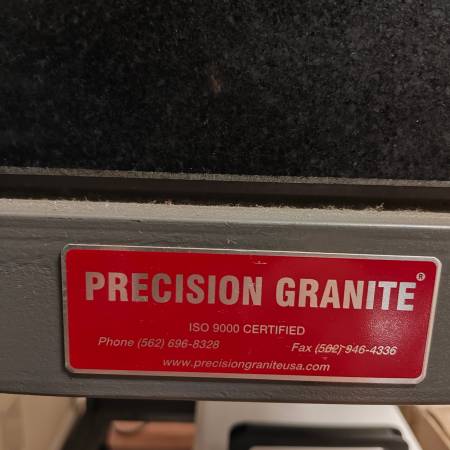 PRECISION GRANITE®
ISO 9000 CERTIFIED
Phone (562) 696-8328 Fax (562) 946-4336
www.precisiongraniteusa.com